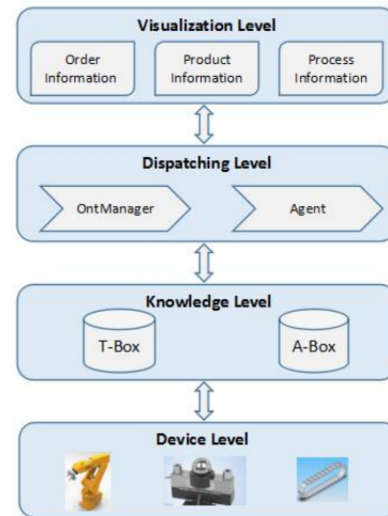 Visualization Level
Order
Information
Product
Information
Process
Information
Dispatching Level
OntManager
Agent
Knowledge Level
T-Box
A-Box
Device Level